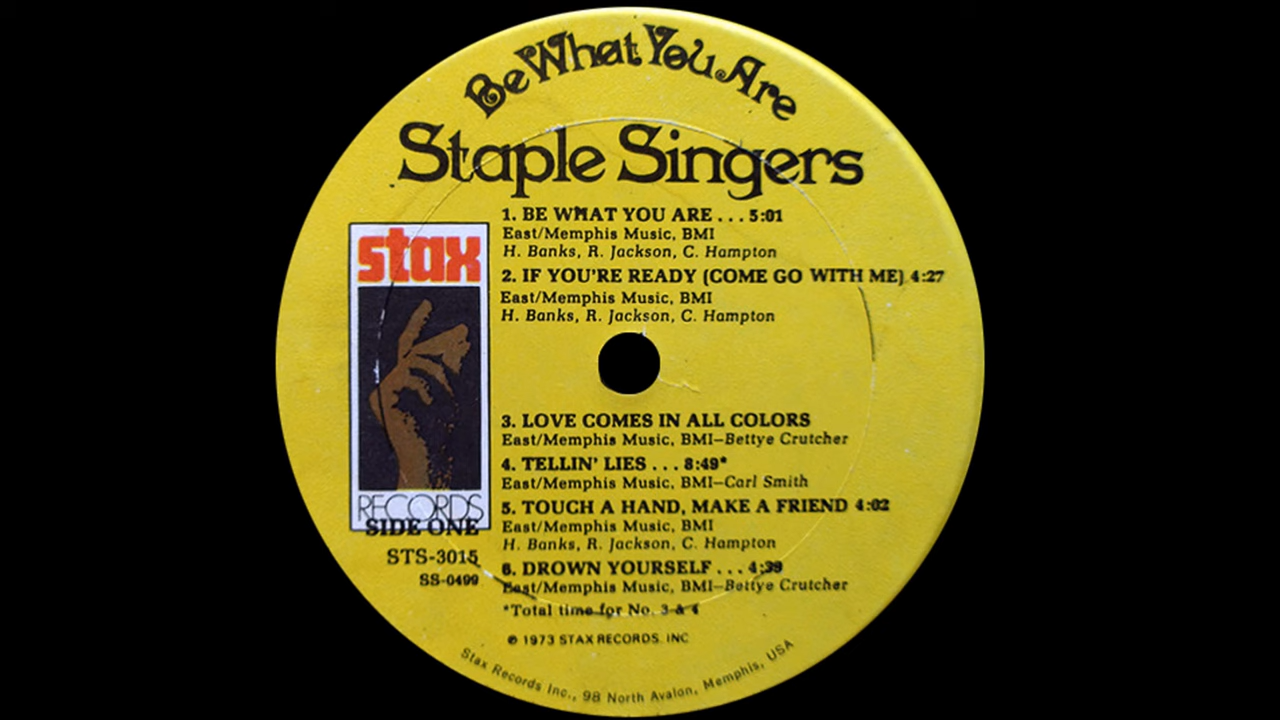 Be What You Are
Staple Singers
1. BE WHAT YOU ARE . . . 5:01
East/Memphis Music, BMI
H. Banks, R. Jackson, C. Hampton
2. IF YOU'RE READY (COME GO WITH ME) 4:27
East/Memphis Music, BMI
H. Banks, R. Jackson, C. Hampton
stax
RECORDS
SIDE ONE
STS-3015
SS-0499
3. LOVE COMES IN ALL COLORS
East/Memphis Music, BMI–Bettye Crutcher
4. TELLIN' LIES . . . 8:49*
East/Memphis Music, BMI–Carl Smith
5. TOUCH A HAND, MAKE A FRIEND 4:02
East/Memphis Music, BMI
H. Banks, R. Jackson, C. Hampton
6. DROWN YOURSELF . . . 4:39
East/Memphis Music, BMI–Bettye Crutcher
*Total time for No. 3 & 4
℗ 1973 STAX RECORDS. INC
Stax Records Inc., 98 North Avalon, Memphis, USA